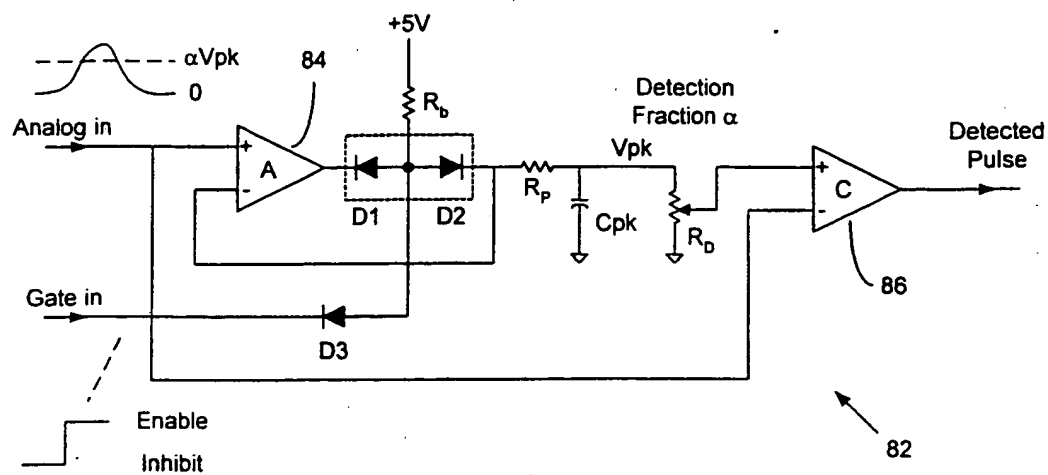 +5V
αVpk
0
84
R_b
Detection
Fraction α
Analog in
Detected
Pulse
+
A
-
Vpk
+
C
-
D1
D2
R_P
Cpk
R_D
86
Gate in
D3
Enable
Inhibit
82